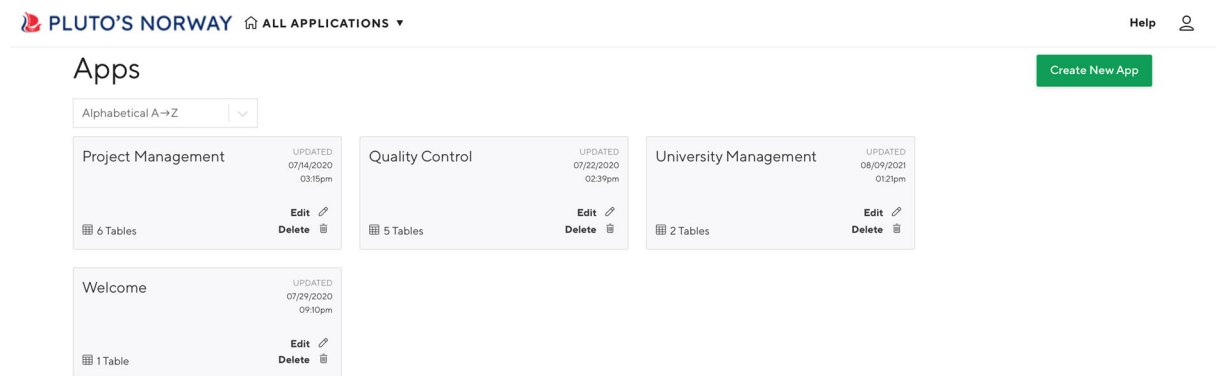 PLUTO'S NORWAY ALL APPLICATIONS ▼ Help
Apps
Create New App
Alphabetical A→Z
Project Management
UPDATED
07/14/2020
03:15pm
Edit
6 Tables
Delete
Quality Control
UPDATED
07/22/2020
02:39pm
Edit
5 Tables
Delete
University Management
UPDATED
08/09/2021
01:21pm
Edit
2 Tables
Delete
Welcome
UPDATED
07/29/2020
09:10pm
Edit
1 Table
Delete